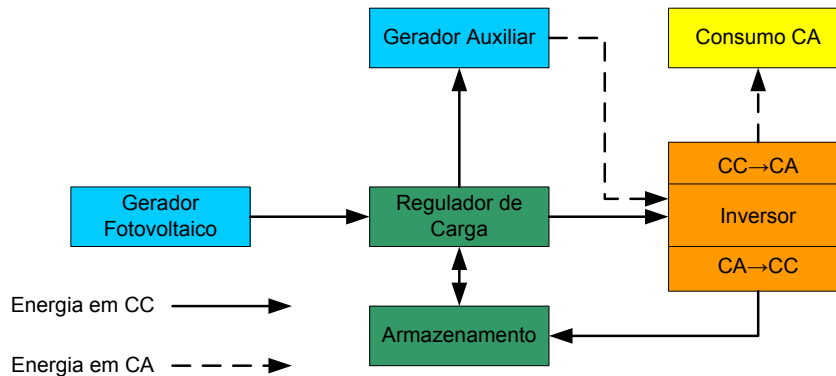 Gerador Auxiliar
Consumo CA
CC→CA
Gerador
Fotovoltaico
Regulador de
Carga
Inversor
CA→CC
Energia em CC
Armazenamento
Energia em CA